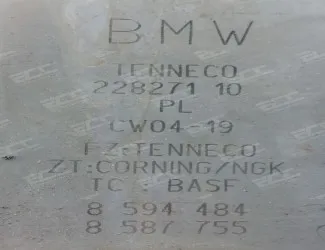 BMW
TENNECO
228271 10
PL
CW04-19
FZ:TENNECO
ZT:CORNING/NGK
TC : BASF
8 594 484
8 587 755